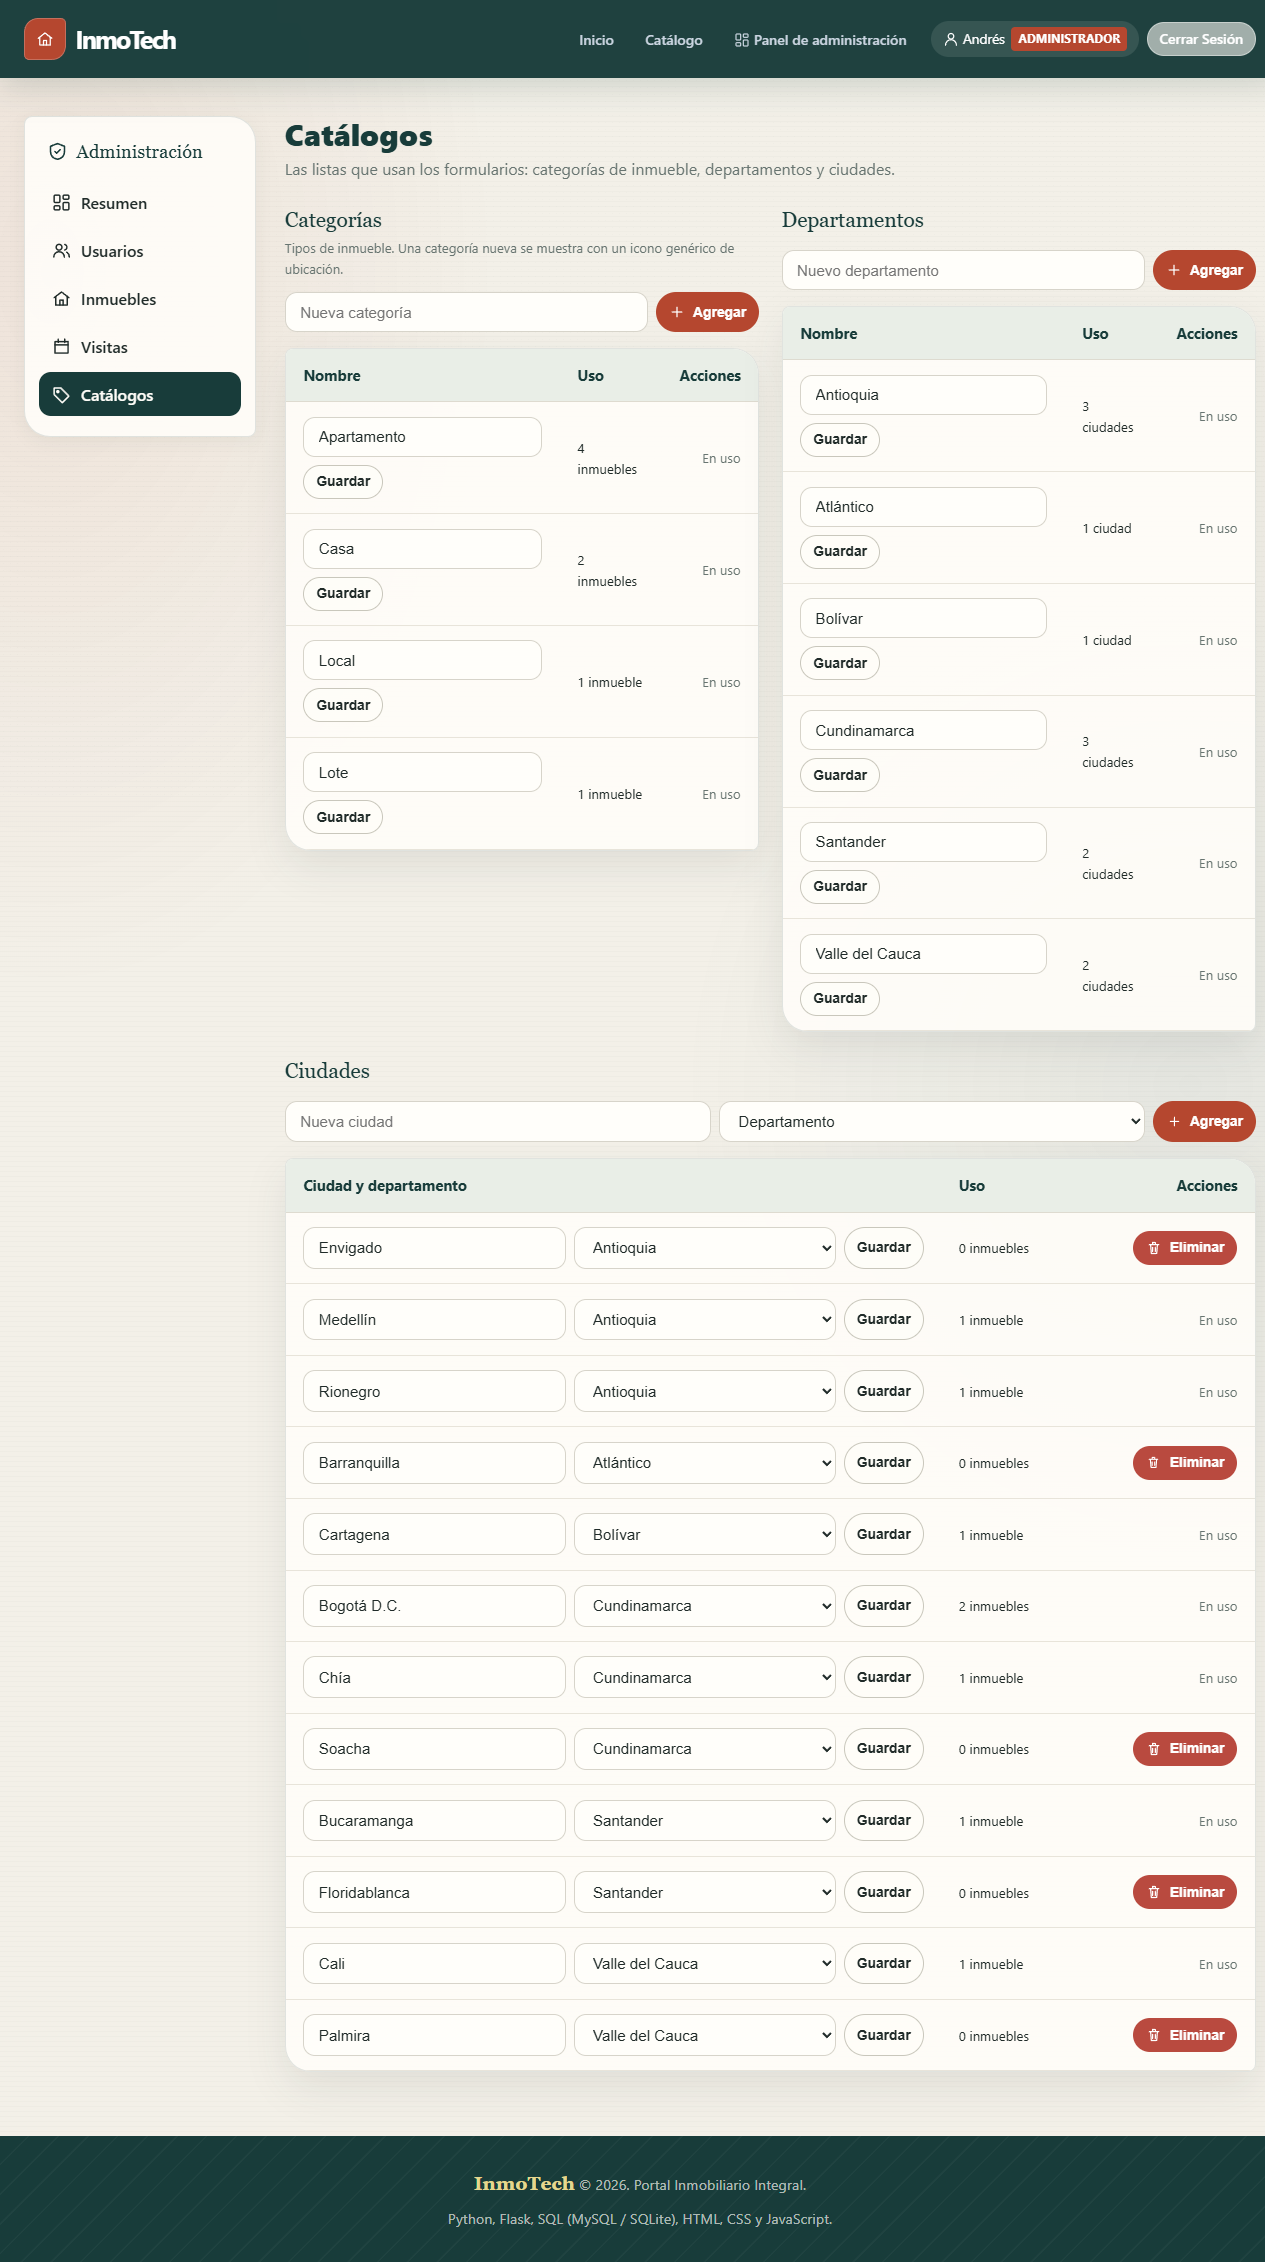 InmoTech
Inicio
Catálogo
Panel de administración
Andrés ADMINISTRADOR
Cerrar Sesión
Administración
Resumen
Usuarios
Inmuebles
Visitas
Catálogos
Catálogos
Las listas que usan los formularios: categorías de inmueble, departamentos y ciudades.
Categorías
Tipos de inmueble. Una categoría nueva se muestra con un icono genérico de
ubicación.
Nueva categoría
Agregar
Nombre Uso Acciones
Apartamento
Guardar
4
inmuebles
En uso
Casa
Guardar
2
inmuebles
En uso
Local
Guardar
1 inmueble
En uso
Lote
Guardar
1 inmueble
En uso
Departamentos
Nuevo departamento
Agregar
Nombre Uso Acciones
Antioquia
Guardar
3
ciudades
En uso
Atlántico
Guardar
1 ciudad
En uso
Bolívar
Guardar
1 ciudad
En uso
Cundinamarca
Guardar
3
ciudades
En uso
Santander
Guardar
2
ciudades
En uso
Valle del Cauca
Guardar
2
ciudades
En uso
Ciudades
Nueva ciudad Departamento Agregar
Ciudad y departamento Uso Acciones
Envigado Antioquia Guardar 0 inmuebles Eliminar
Medellín Antioquia Guardar 1 inmueble En uso
Rionegro Antioquia Guardar 1 inmueble En uso
Barranquilla Atlántico Guardar 0 inmuebles Eliminar
Cartagena Bolívar Guardar 1 inmueble En uso
Bogotá D.C. Cundinamarca Guardar 2 inmuebles En uso
Chía Cundinamarca Guardar 1 inmueble En uso
Soacha Cundinamarca Guardar 0 inmuebles Eliminar
Bucaramanga Santander Guardar 1 inmueble En uso
Floridablanca Santander Guardar 0 inmuebles Eliminar
Cali Valle del Cauca Guardar 1 inmueble En uso
Palmira Valle del Cauca Guardar 0 inmuebles Eliminar
InmoTech © 2026. Portal Inmobiliario Integral.
Python, Flask, SQL (MySQL / SQLite), HTML, CSS y JavaScript.